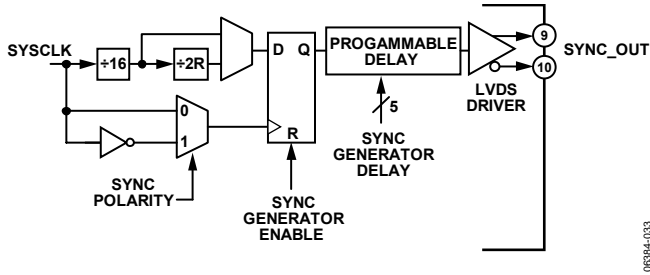 SYSCLK
÷16
÷2R
D Q
R
0
1
SYNC
POLARITY
SYNC
GENERATOR
ENABLE
PROGAMMABLE
DELAY
5
SYNC
GENERATOR
DELAY
LVDS
DRIVER
9
10
SYNC_OUT
06384-033